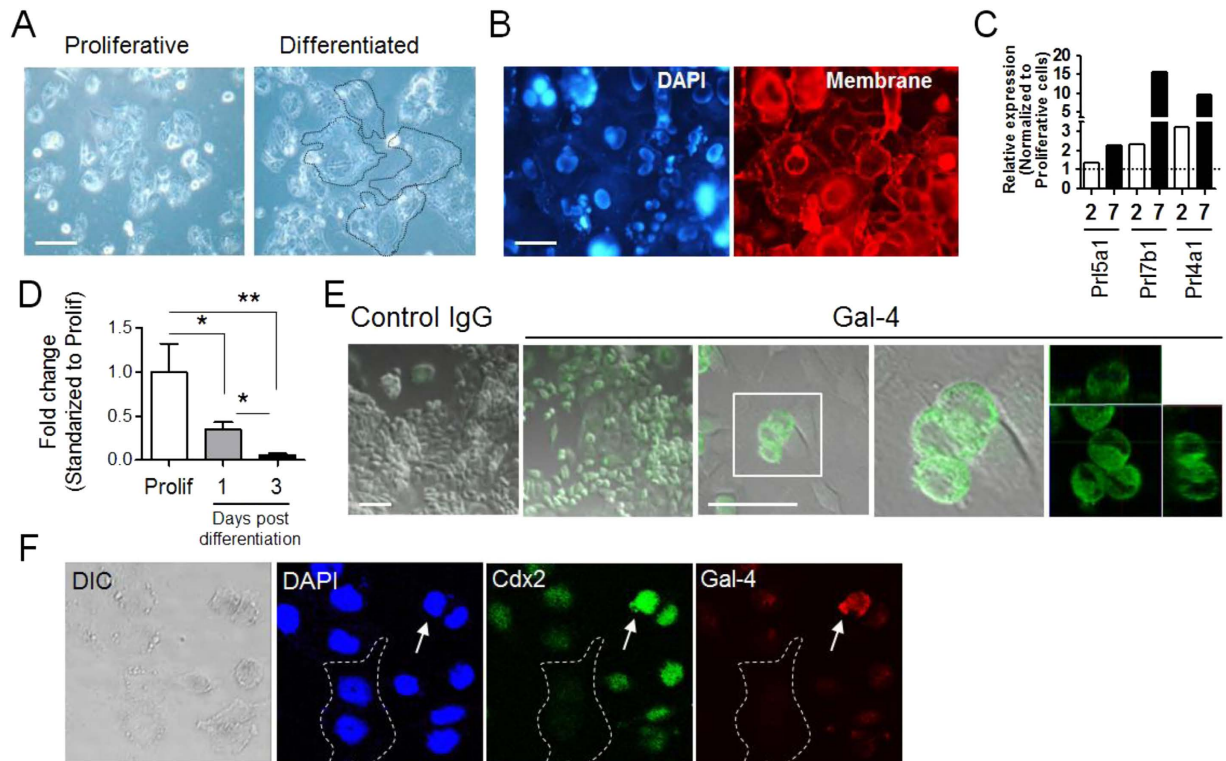 A
Proliferative
Differentiated
B
DAPI
Membrane
C
Relative expression
(Normalized to
Proliferative cells)
20
15
10
5
3
2
1
0
2 7 2 7 2 7
Prl5a1
Prl7b1
Prl4a1
D
Fold change
(Standarized to Prolif)
1.5
1.0
0.5
0.0
**
*
*
Prolif
1
3
Days post
differentiation
E
Control IgG
Gal-4
F
DIC
DAPI
Cdx2
Gal-4